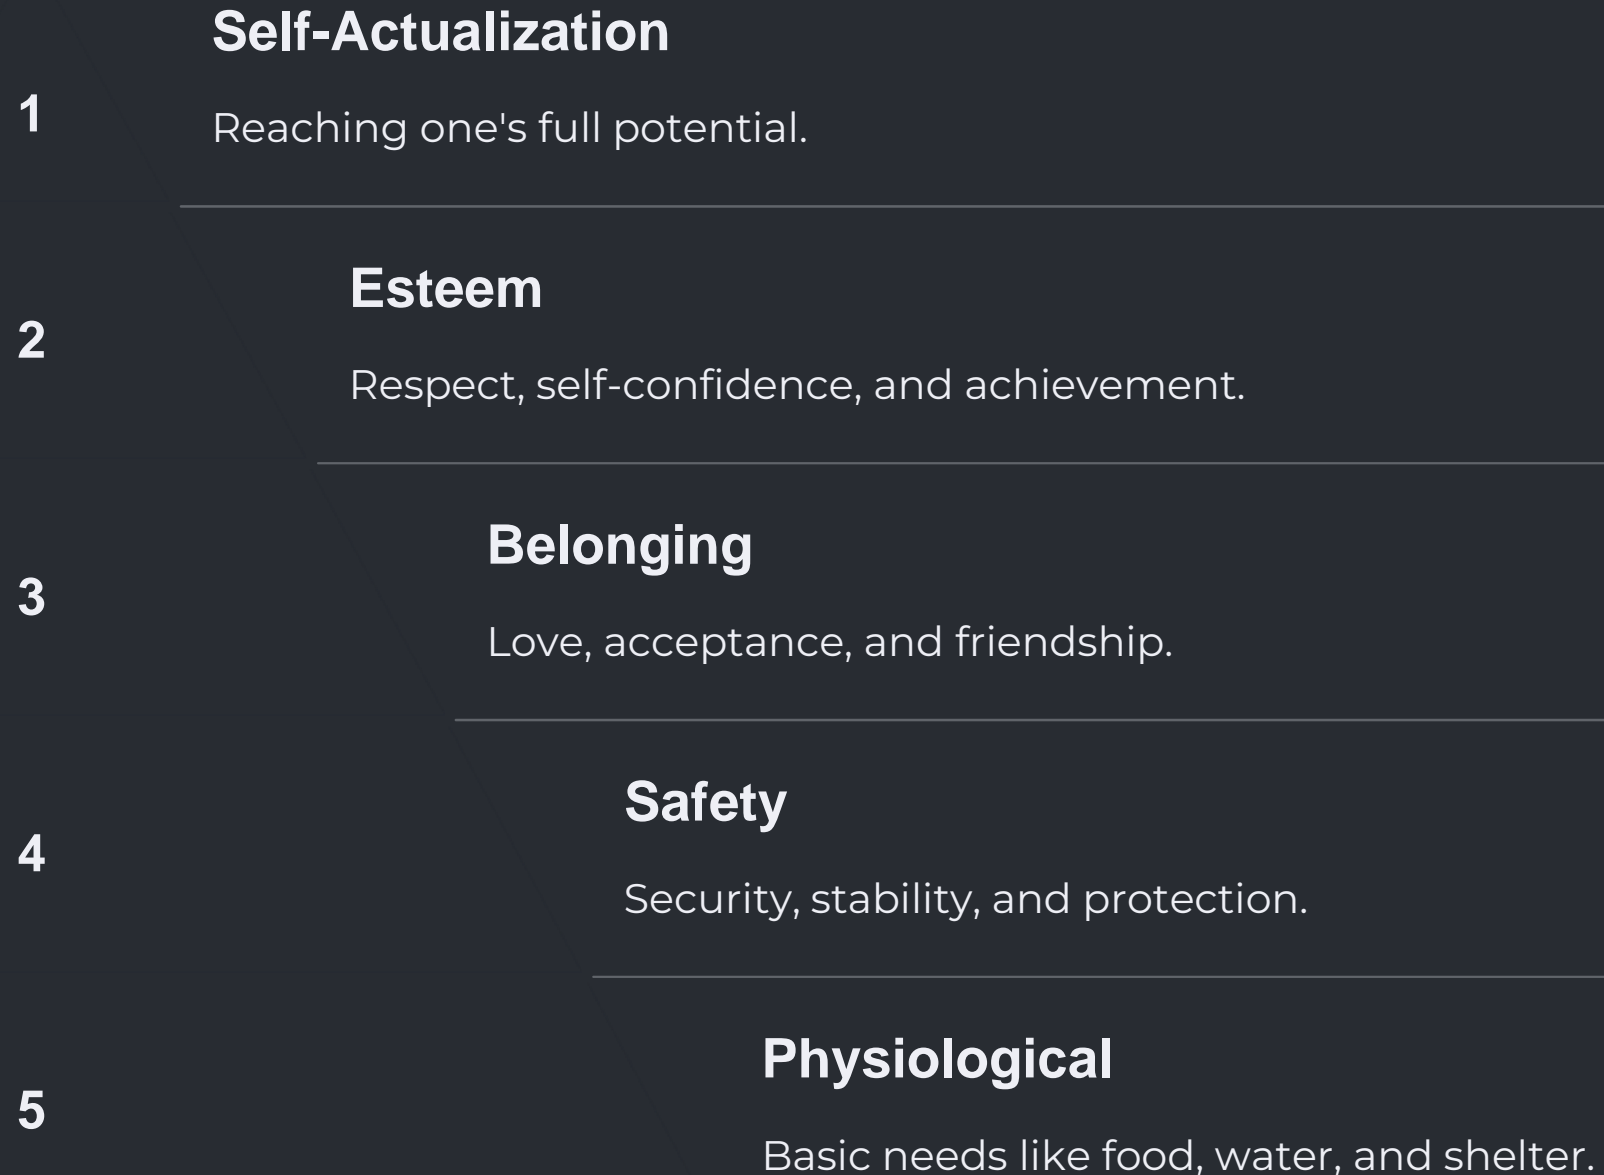 Self-Actualization
1
Reaching one's full potential.
Esteem
2
Respect, self-confidence, and achievement.
Belonging
3
Love, acceptance, and friendship.
Safety
4
Security, stability, and protection.
Physiological
5
Basic needs like food, water, and shelter.